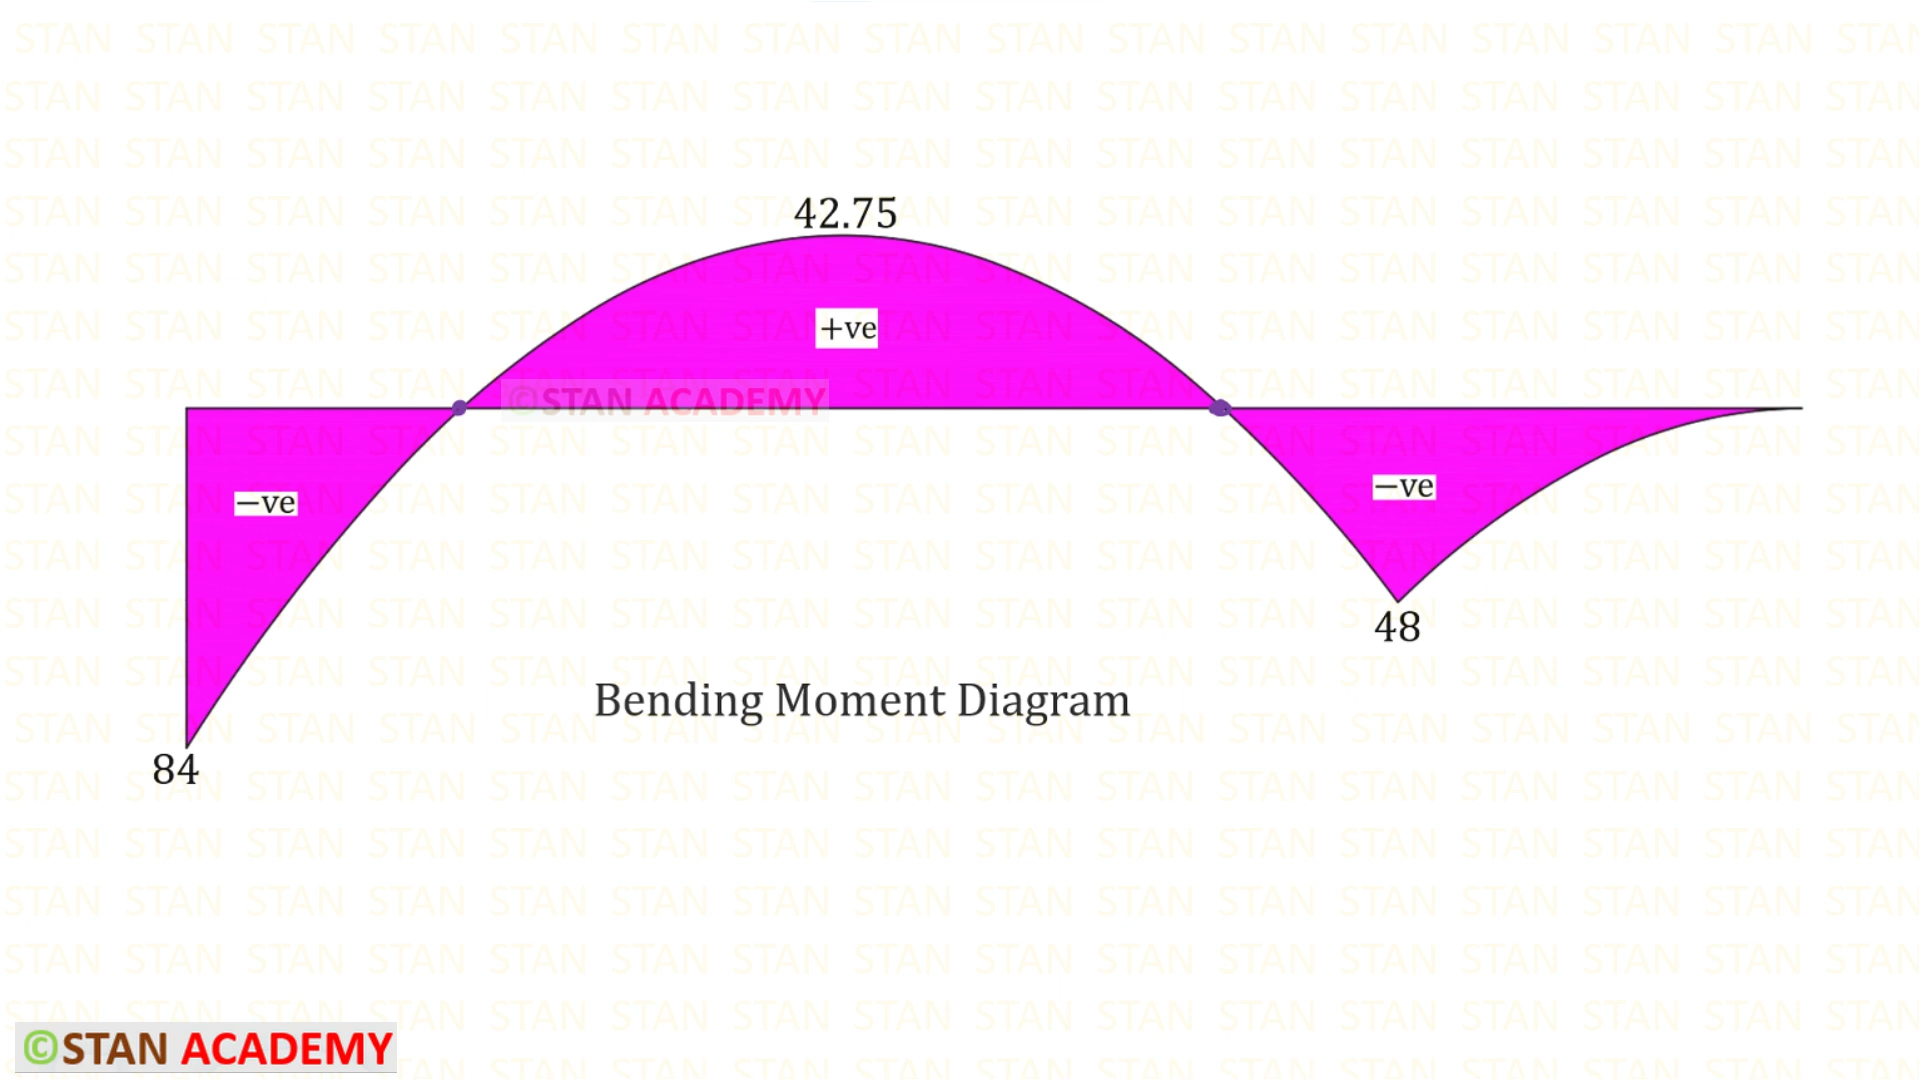 42.75
+ve
©STAN ACADEMY
−ve
−ve
48
Bending Moment Diagram
84
©STAN ACADEMY